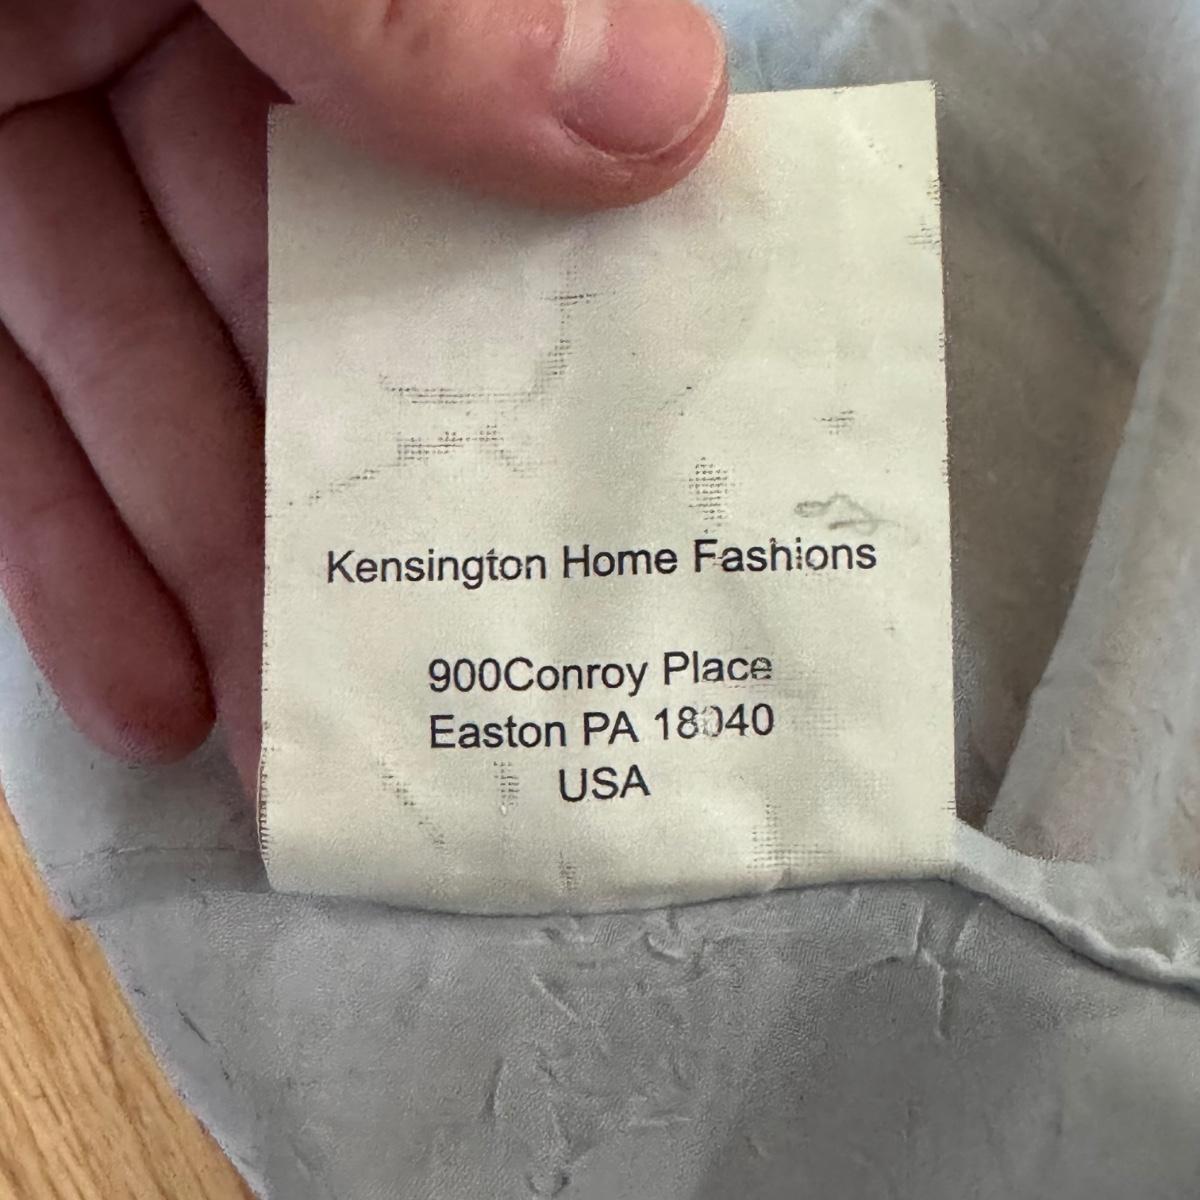 Kensington Home Fashions
900Conroy Place
Easton PA 18040
USA